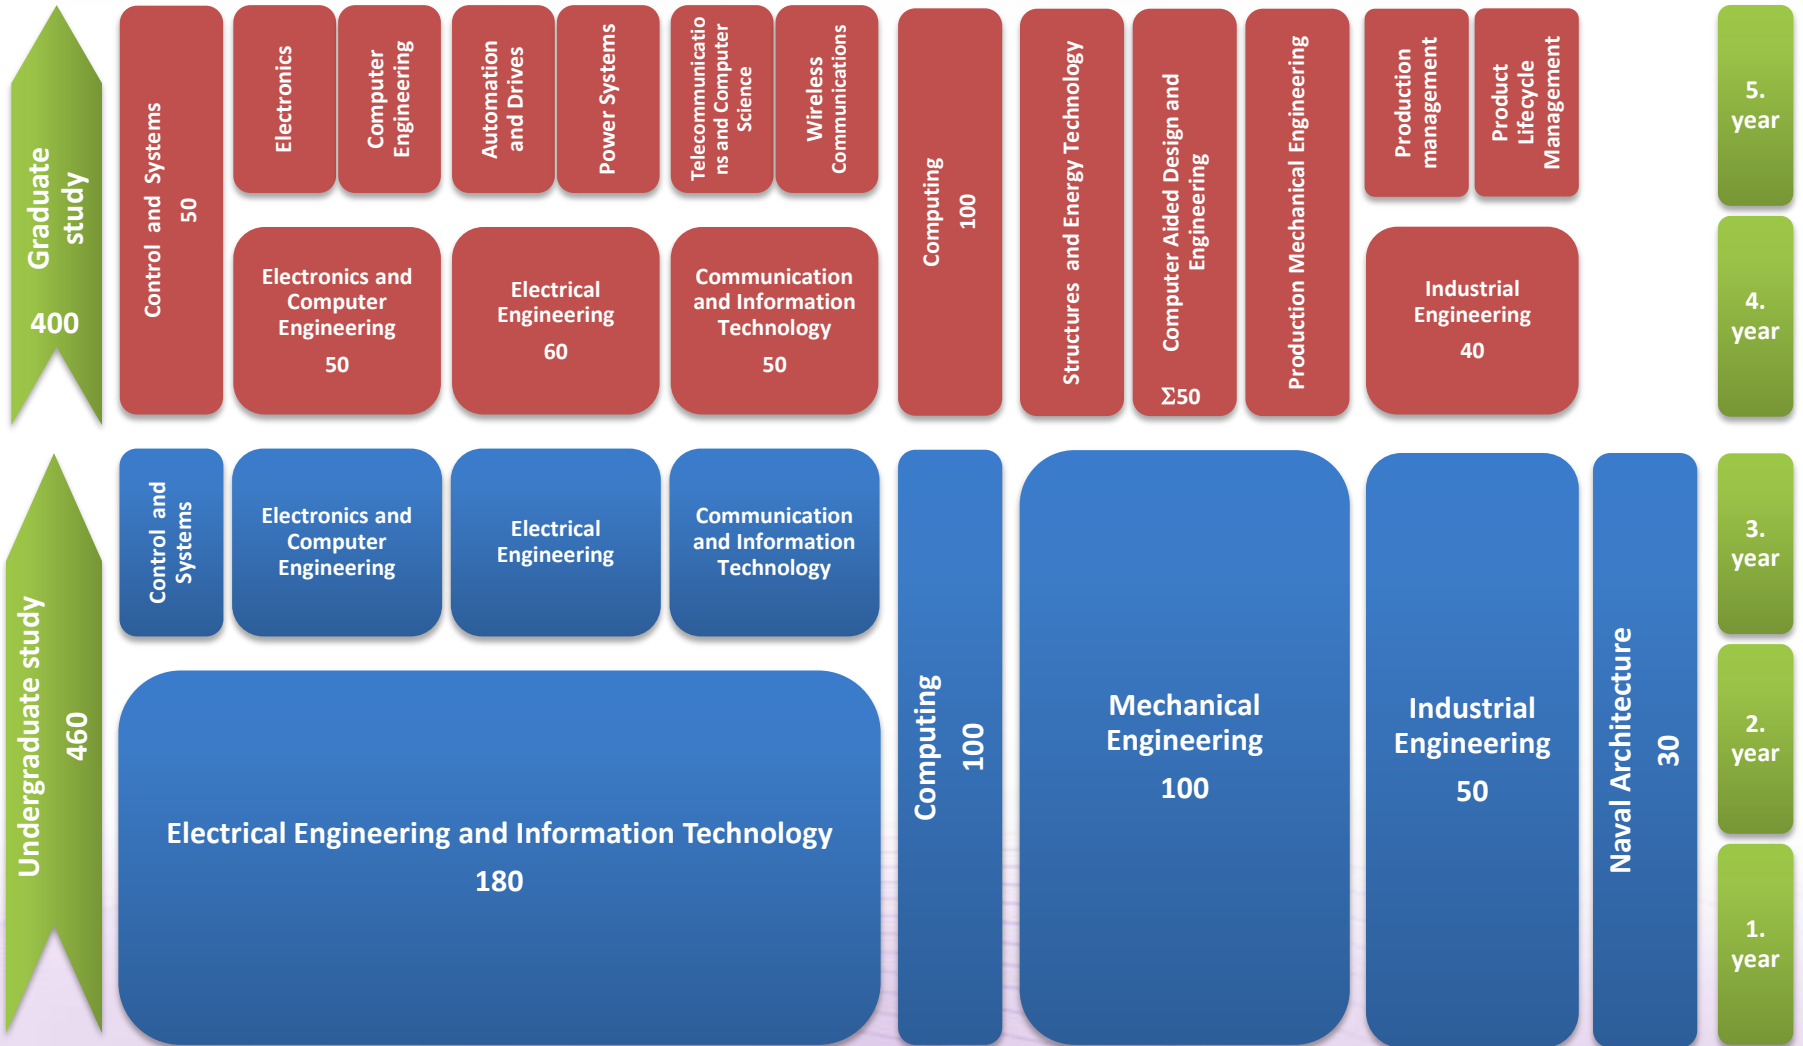 Graduate
study
400
Control and Systems
50
Electronics
Computer
Engineering
Automation
and Drives
Power Systems
Telecommunicatio
ns and Computer
Science
Wireless
Communications
Electronics and
Computer
Engineering
50
Electrical
Engineering
60
Communication
and Information
Technology
50
Computing
100
Structures and Energy Technology
Computer Aided Design and
Engineering
Σ50
Production Mechanical Engineering
Production
management
Product
Lifecycle
Management
Industrial
Engineering
40
5.
year
4.
year
Undergraduate study
460
Control and
Systems
Electronics and
Computer
Engineering
Electrical
Engineering
Communication
and Information
Technology
Electrical Engineering and Information Technology
180
Computing
100
Mechanical
Engineering
100
Industrial
Engineering
50
Naval Architecture
30
3.
year
2.
year
1.
year